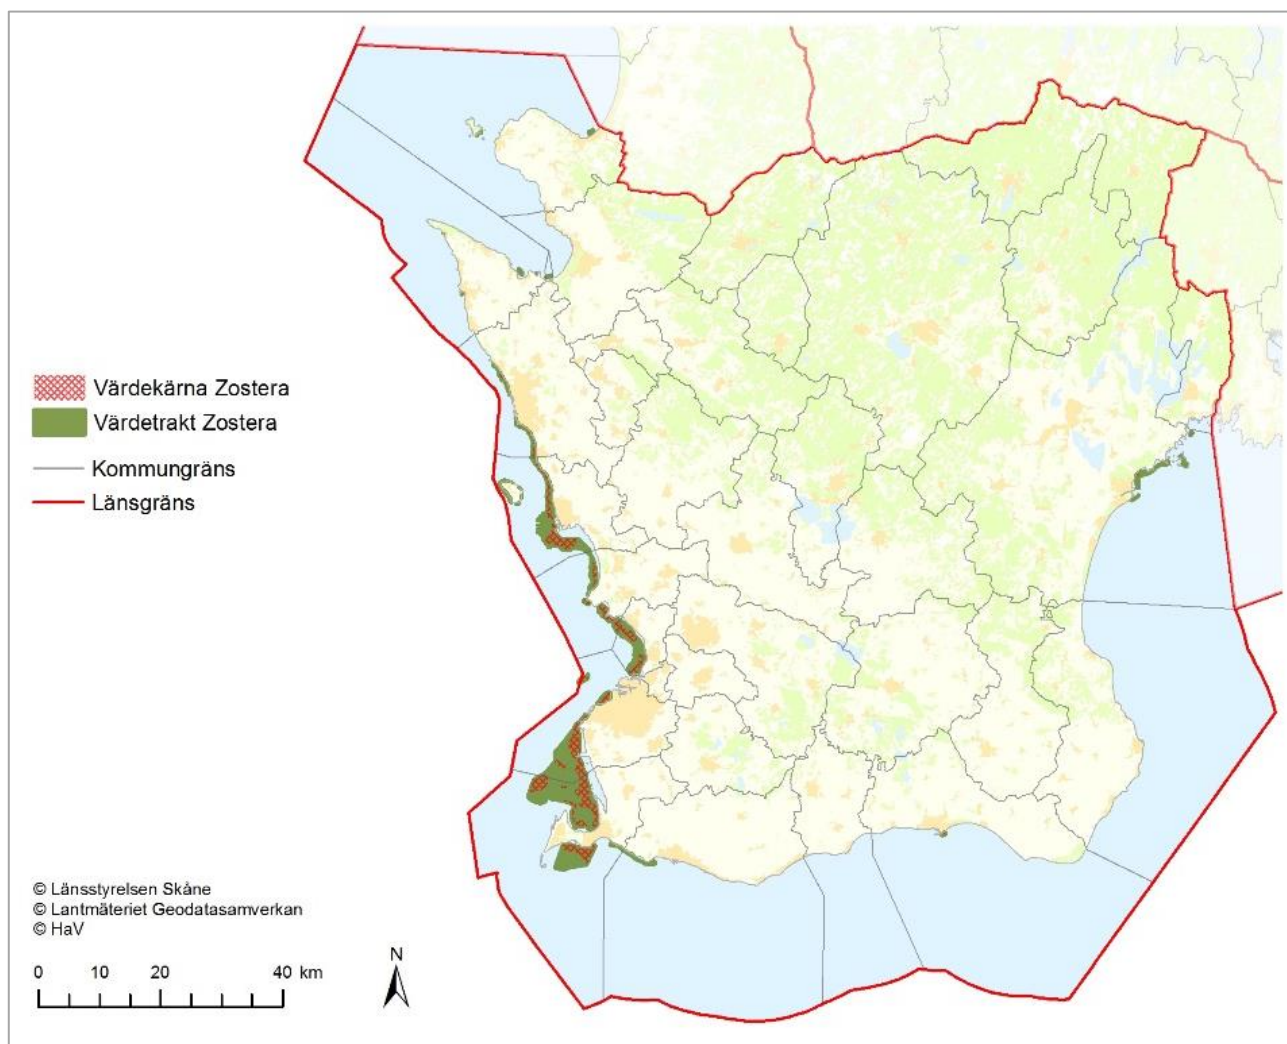 Värdekärna Zostera
Värdetrakt Zostera
Kommungräns
Länsgräns
© Länsstyrelsen Skåne
© Lantmäteriet Geodatasamverkan
© HaV
0 10 20 40 km
N